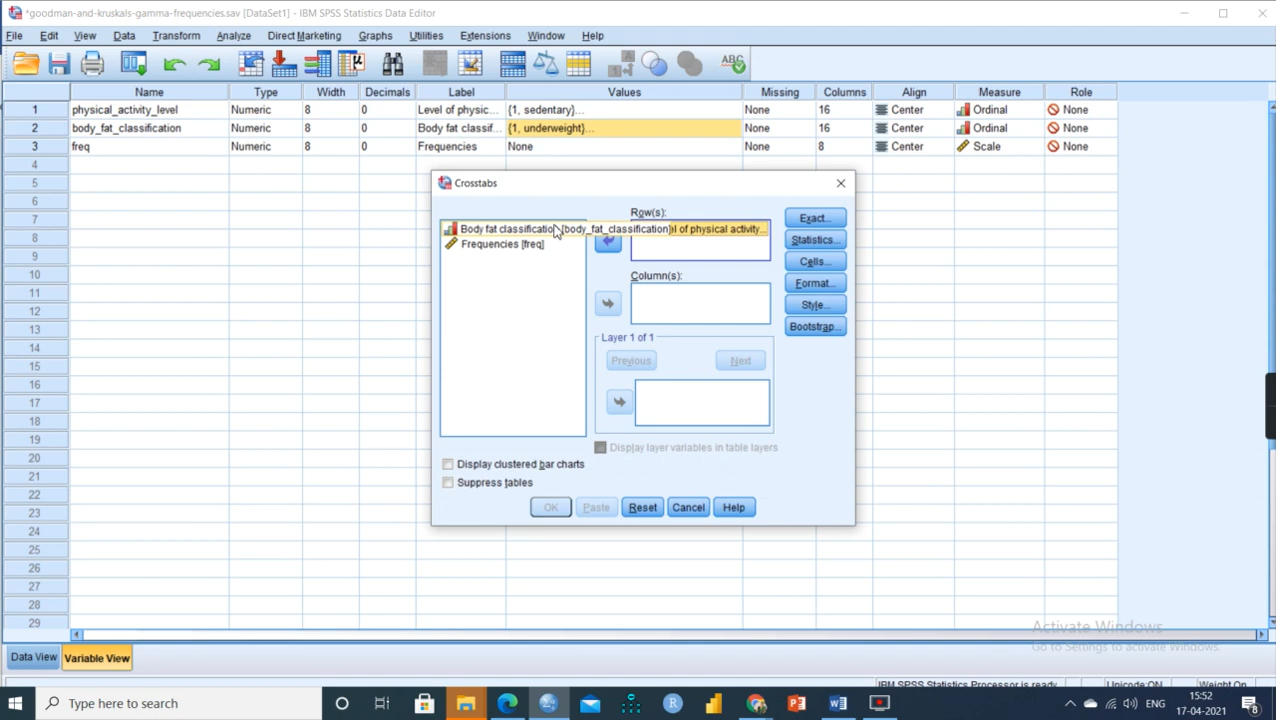 *goodman-and-kruskals-gamma-frequencies.sav [DataSet1] - IBM SPSS Statistics Data Editor
File Edit View Data Transform Analyze Direct Marketing Graphs Utilities Extensions Window Help
Name Type Width Decimals Label Values Missing Columns Align Measure Role
1 physical_activity_level Numeric 8 0 Level of physic... {1, sedentary}... None 16 Center Ordinal None
2 body_fat_classification Numeric 8 0 Body fat classif... {1, underweight}... None 16 Center Ordinal None
3 freq Numeric 8 0 Frequencies None None 8 Center Scale None
4
5
6
7
8
9
10
11
12
13
14
15
16
17
18
19
20
21
22
23
24
25
26
27
28
29
Crosstabs
Row(s):
Body fat classification [body_fat_classification] l of physical activity...
Frequencies [freq]
Column(s):
Layer 1 of 1
Previous Next
Display layer variables in table layers
Display clustered bar charts
Suppress tables
OK Paste Reset Cancel Help
Exact...
Statistics...
Cells...
Format...
Style...
Bootstrap...
Activate Windows
Go to Settings to activate Windows.
Data View Variable View
IBM SPSS Statistics Processor is ready Unicode:ON Weight On
Type here to search
15:52
17-04-2021
8